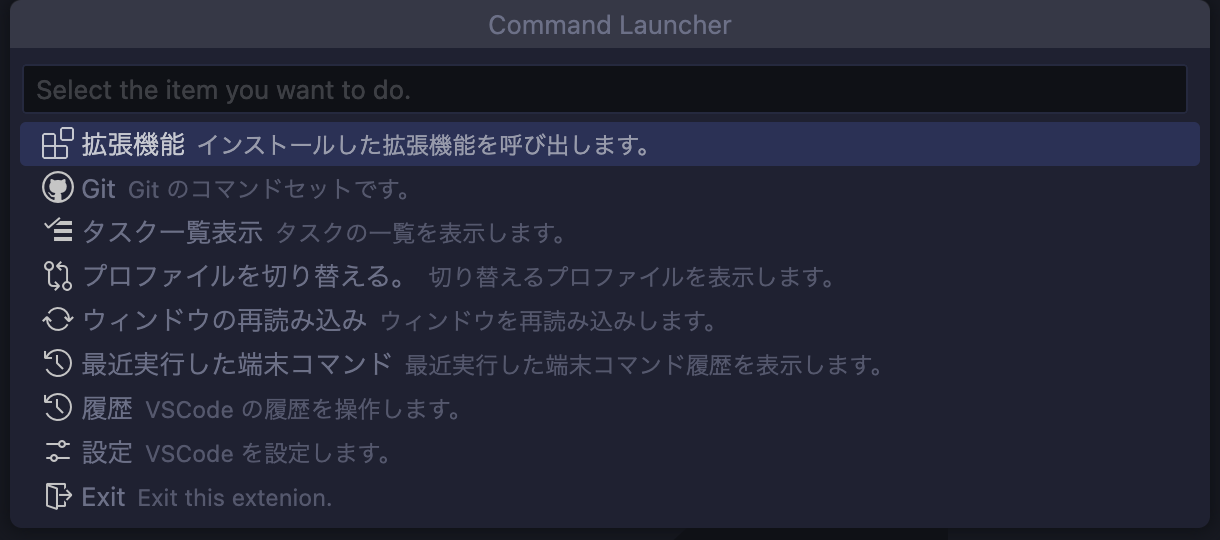 Command Launcher
Select the item you want to do.
拡張機能 インストールした拡張機能を呼び出します。
Git Git のコマンドセットです。
タスク一覧表示 タスクの一覧を表示します。
プロファイルを切り替える。 切り替えるプロファイルを表示します。
ウィンドウの再読み込み ウィンドウを再読み込みします。
最近実行した端末コマンド 最近実行した端末コマンド履歴を表示します。
履歴 VSCode の履歴を操作します。
設定 VSCode を設定します。
Exit Exit this extenion.